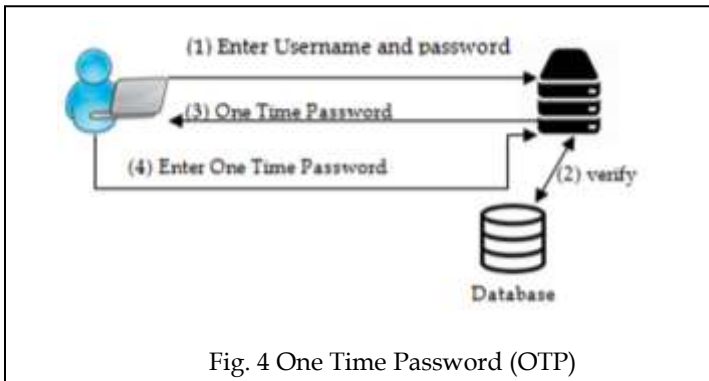 (1) Enter Username and password
(3) One Time Password
(4) Enter One Time Password
(2) verify
Database
Fig. 4 One Time Password (OTP)